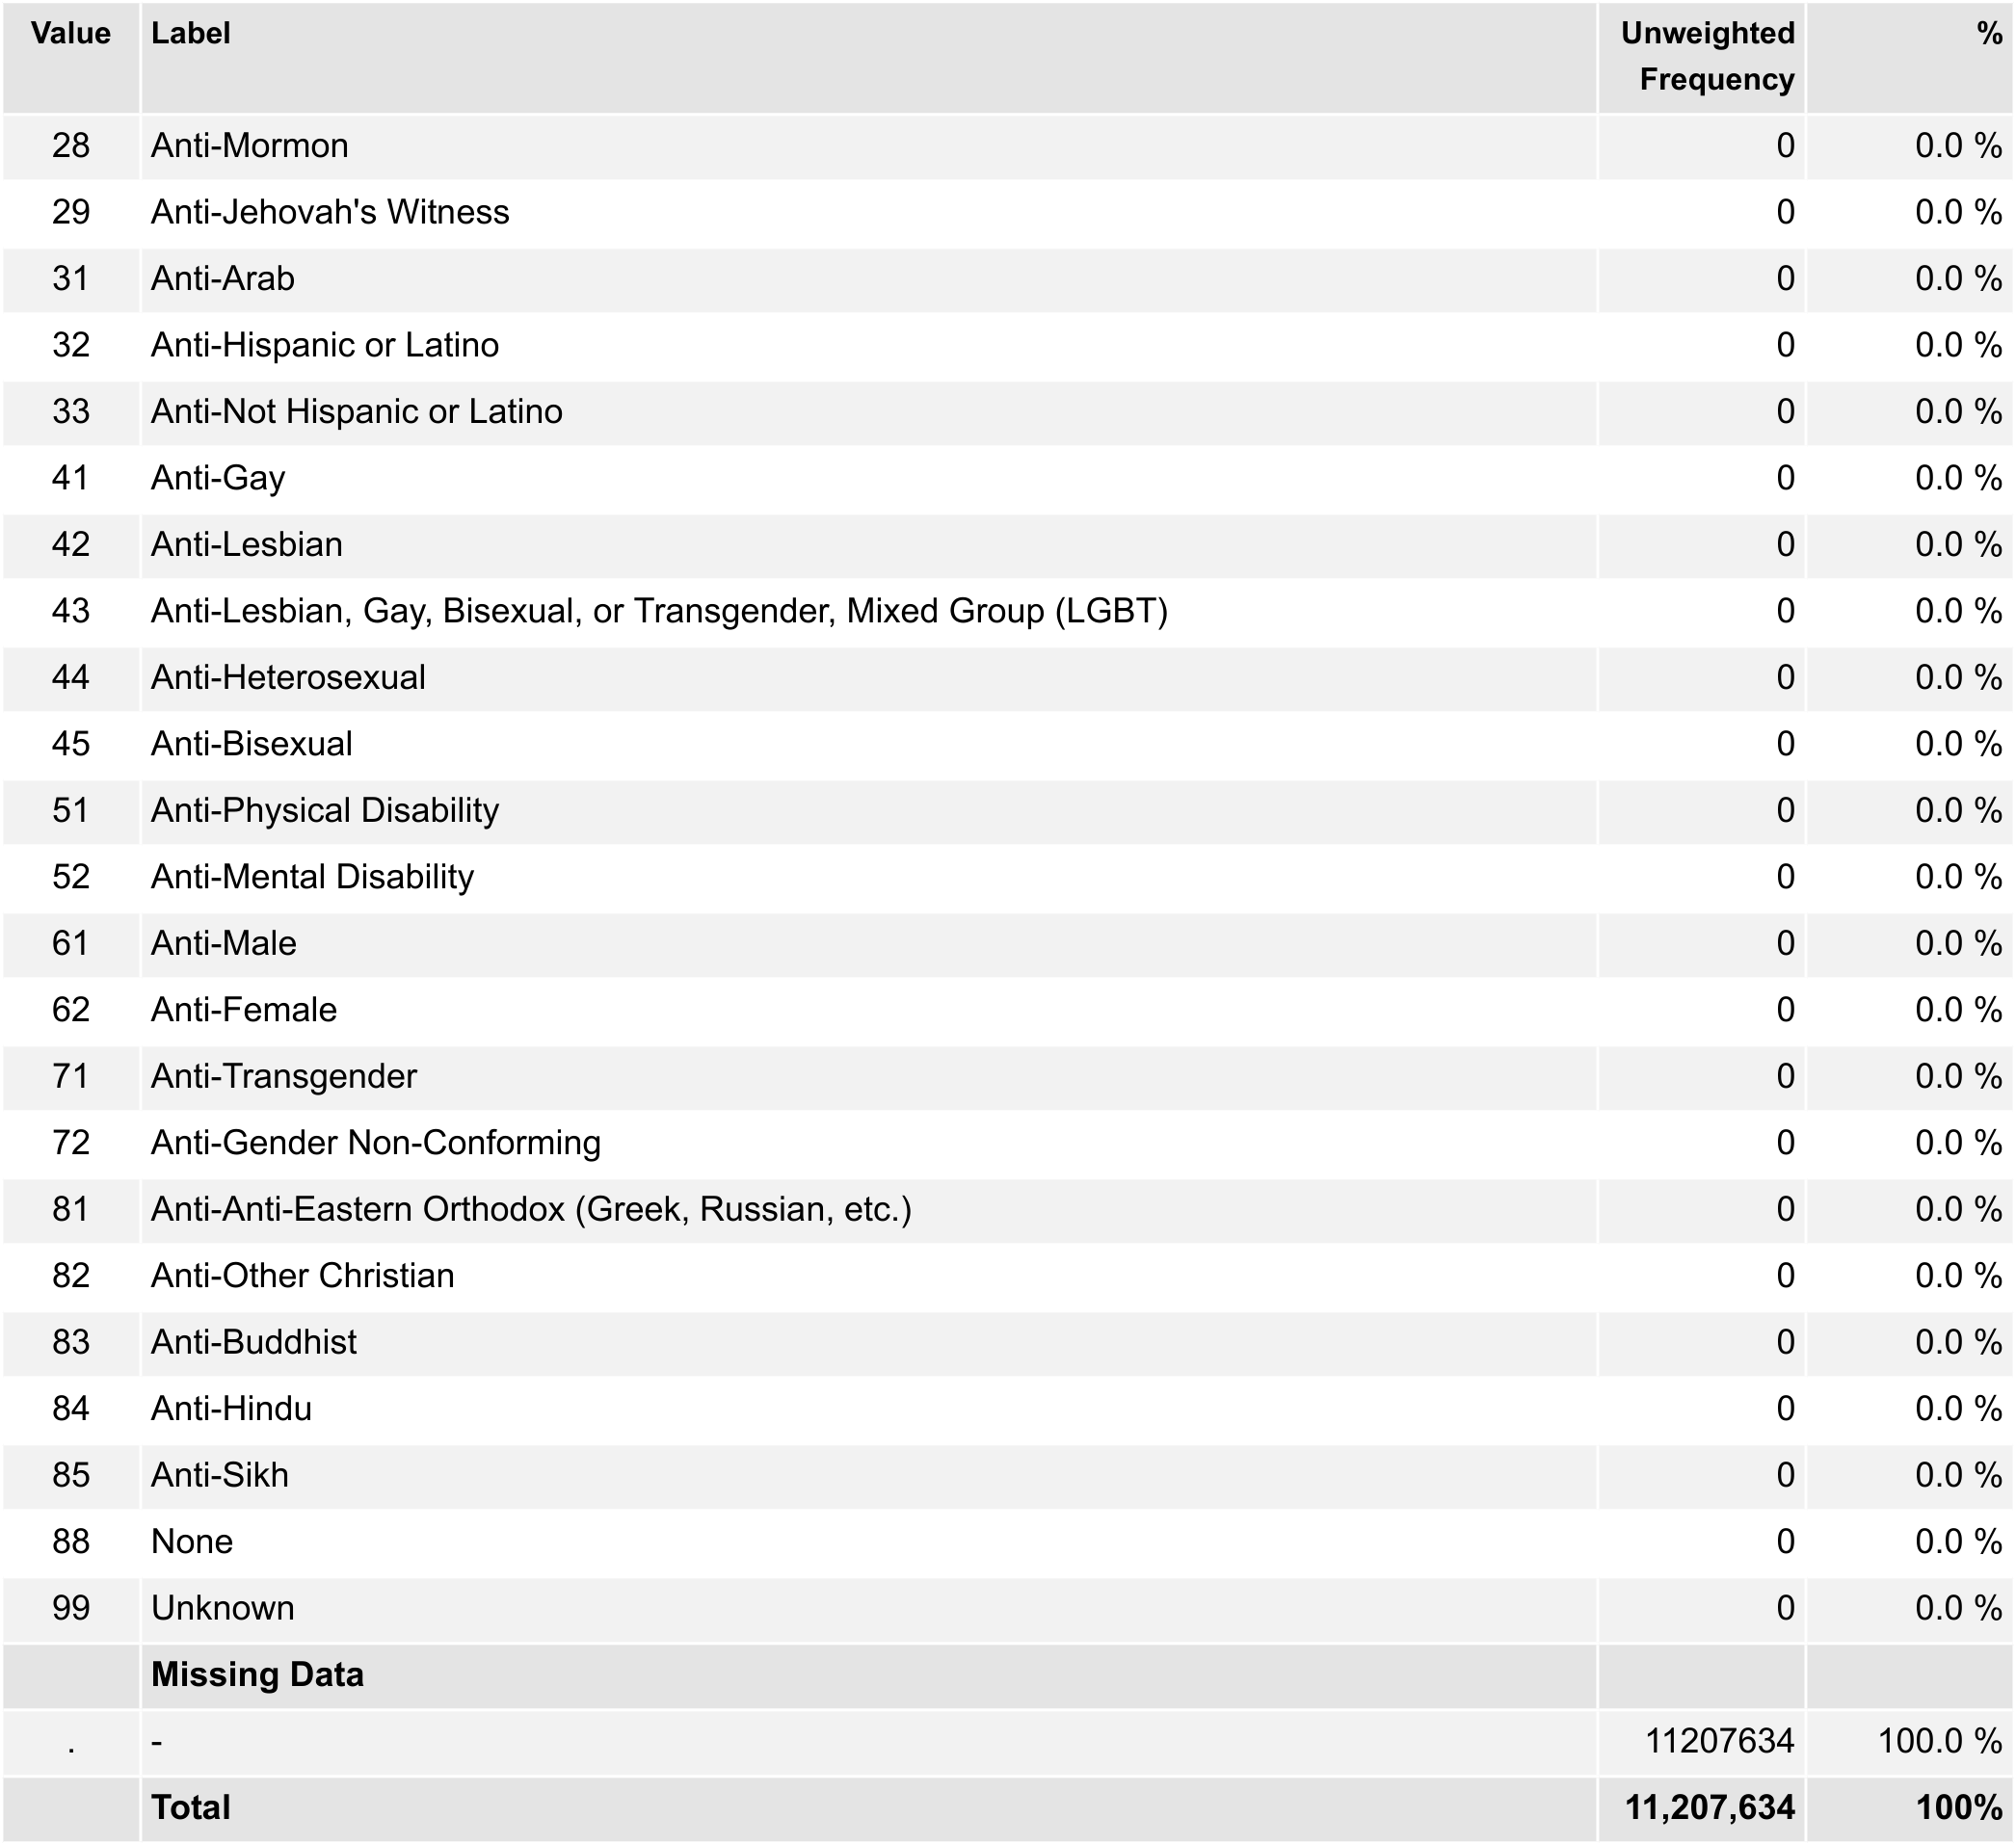 Value Label Unweighted Frequency %
28 Anti-Mormon 0 0.0 %
29 Anti-Jehovah's Witness 0 0.0 %
31 Anti-Arab 0 0.0 %
32 Anti-Hispanic or Latino 0 0.0 %
33 Anti-Not Hispanic or Latino 0 0.0 %
41 Anti-Gay 0 0.0 %
42 Anti-Lesbian 0 0.0 %
43 Anti-Lesbian, Gay, Bisexual, or Transgender, Mixed Group (LGBT) 0 0.0 %
44 Anti-Heterosexual 0 0.0 %
45 Anti-Bisexual 0 0.0 %
51 Anti-Physical Disability 0 0.0 %
52 Anti-Mental Disability 0 0.0 %
61 Anti-Male 0 0.0 %
62 Anti-Female 0 0.0 %
71 Anti-Transgender 0 0.0 %
72 Anti-Gender Non-Conforming 0 0.0 %
81 Anti-Anti-Eastern Orthodox (Greek, Russian, etc.) 0 0.0 %
82 Anti-Other Christian 0 0.0 %
83 Anti-Buddhist 0 0.0 %
84 Anti-Hindu 0 0.0 %
85 Anti-Sikh 0 0.0 %
88 None 0 0.0 %
99 Unknown 0 0.0 %
Missing Data
. - 11207634 100.0 %
Total 11,207,634 100%